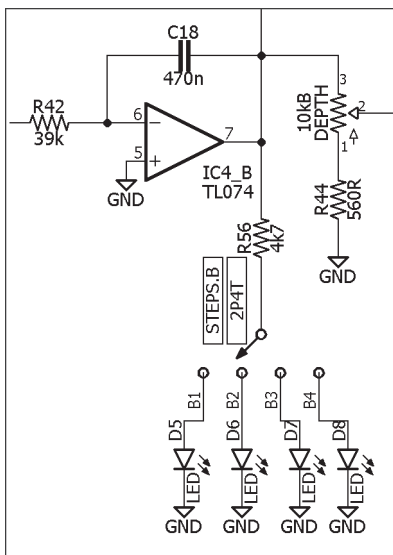 C18
470n
R42
39k
6
5
7
GND
IC4_B
TL074
3
2
1
10kB
DEPTH
R44
560R
GND
R56
4k7
STEPS.B
2P4T
B1
B2
B3
B4
D5
D6
D7
D8
LED
LED
LED
LED
GND
GND
GND
GND